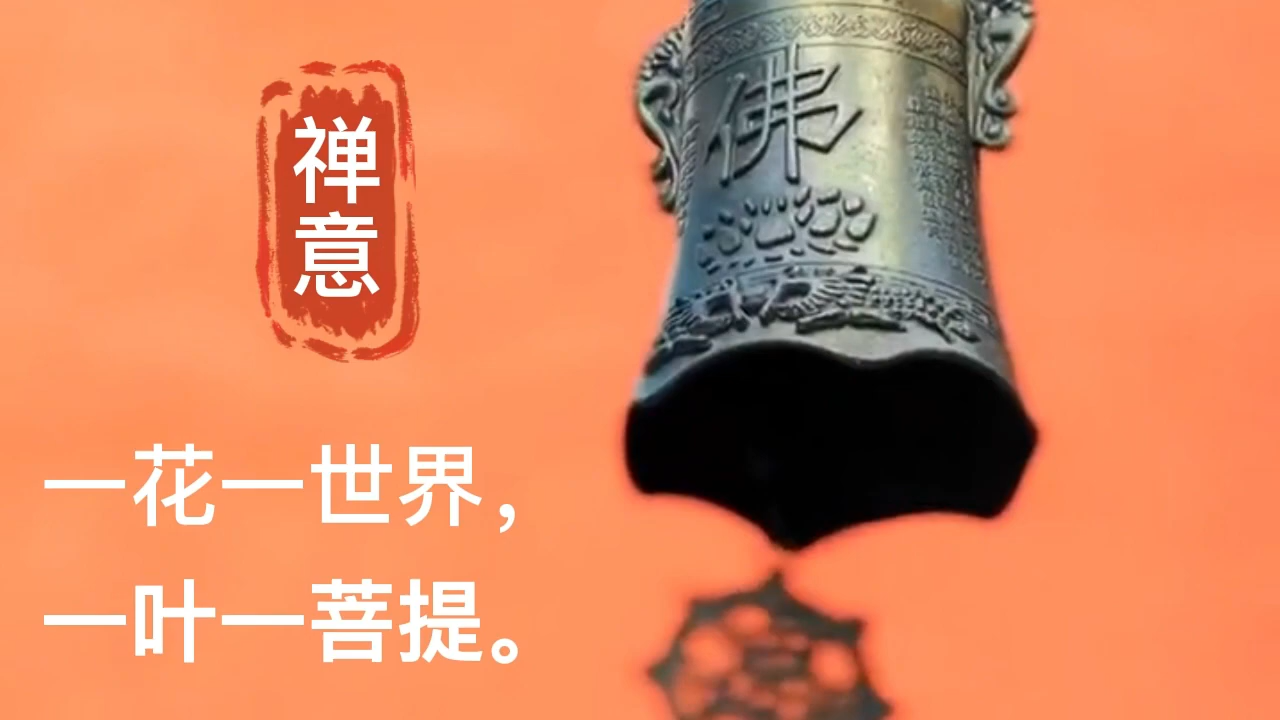 禅意
佛
一花一世界，
一叶一菩提。